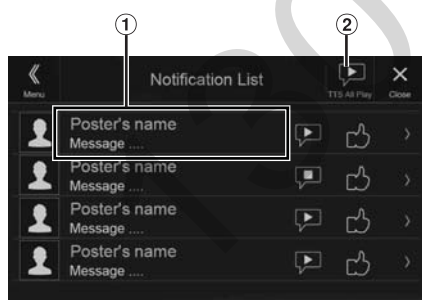 1 2
Notification List
Menu TTS All Play Close
Poster's name
Message ....
Poster's name
Message ....
Poster's name
Message ....
Poster's name
Message ....